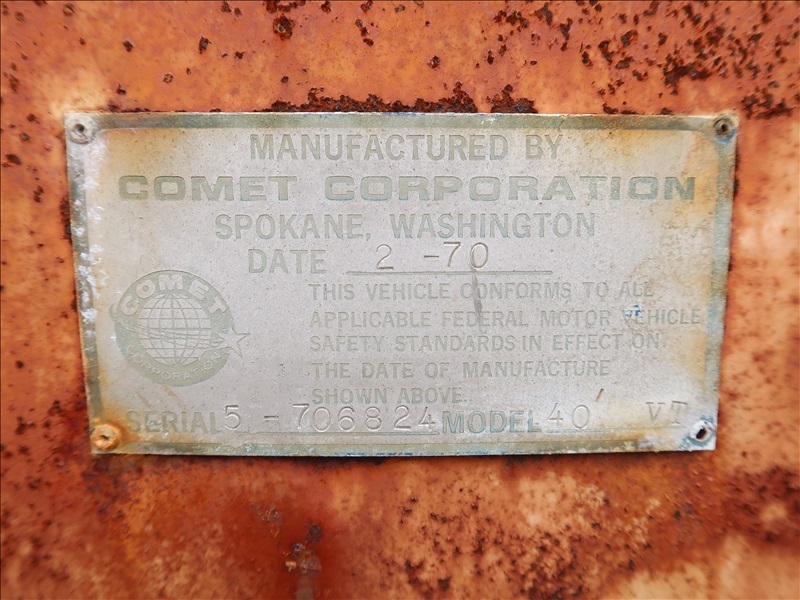 MANUFACTURED BY
COMET CORPORATION
SPOKANE, WASHINGTON
DATE 2 -70
COMET
CORPORATION
THIS VEHICLE CONFORMS TO ALL
APPLICABLE FEDERAL MOTOR VEHICLE
SAFETY STANDARDS IN EFFECT ON
THE DATE OF MANUFACTURE
SHOWN ABOVE.
SERIAL 5 - 706824 MODEL 40' VT